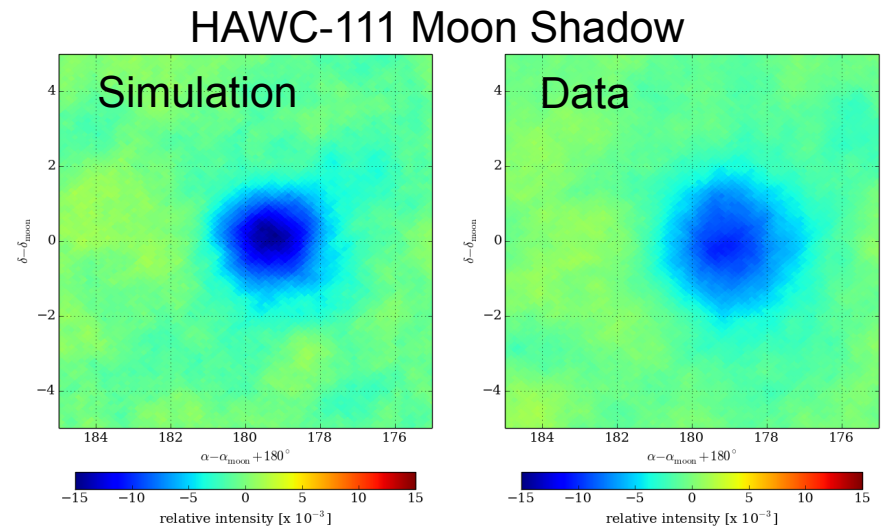 HAWC-111 Moon Shadow
Simulation
4
2
0
−2
−4
δ−δmoon
184 182 180 178 176
α−αmoon+180°
−15 −10 −5 0 5 10 15
relative intensity [x 10⁻³]
Data
4
2
0
−2
−4
δ−δmoon
184 182 180 178 176
α−αmoon+180°
−15 −10 −5 0 5 10 15
relative intensity [x 10⁻³]